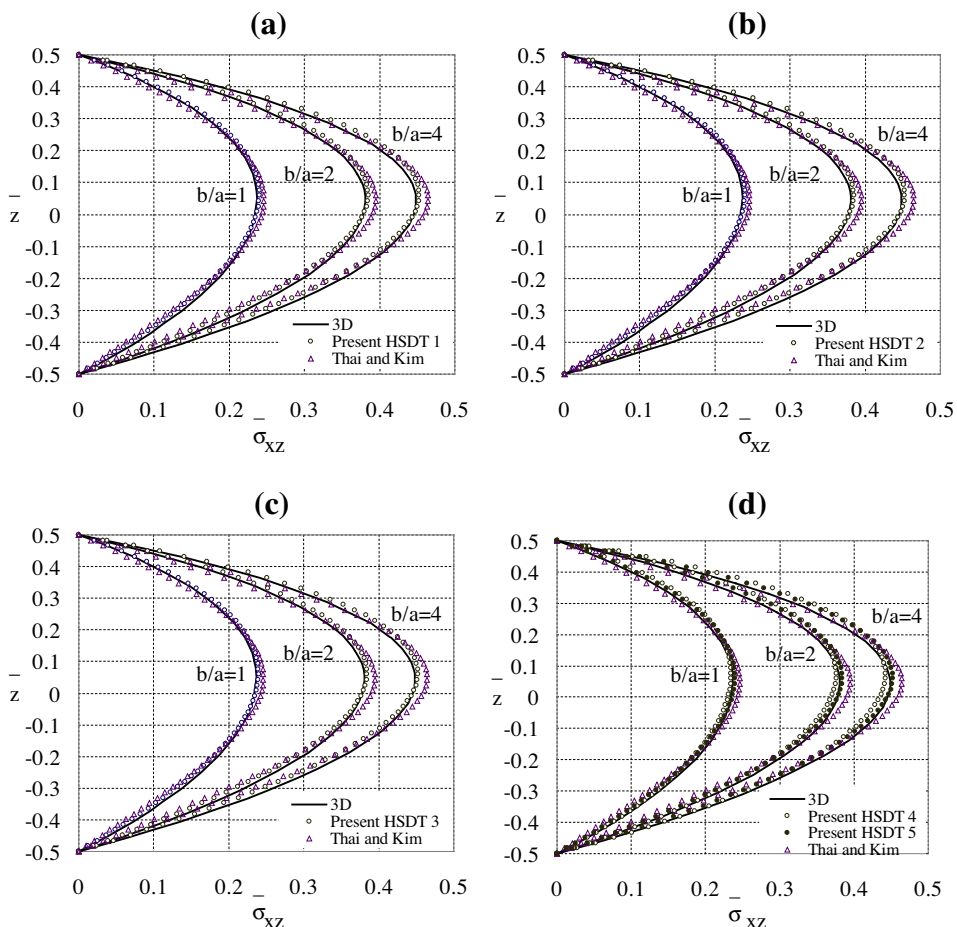 (a)
0.5
0.4
0.3
0.2
0.1
0
-0.1
-0.2
-0.3
-0.4
-0.5
z
b/a=4
b/a=2
b/a=1
3D
Present HSDT 1
Thai and Kim
0 0.1 0.2 0.3 0.4 0.5
σxz
(b)
0.5
0.4
0.3
0.2
0.1
0
-0.1
-0.2
-0.3
-0.4
-0.5
z
b/a=4
b/a=2
b/a=1
3D
Present HSDT 2
Thai and Kim
0 0.1 0.2 0.3 0.4 0.5
σxz
(c)
0.5
0.4
0.3
0.2
0.1
0
-0.1
-0.2
-0.3
-0.4
-0.5
z
b/a=4
b/a=2
b/a=1
3D
Present HSDT 3
Thai and Kim
0 0.1 0.2 0.3 0.4 0.5
σxz
(d)
0.5
0.4
0.3
0.2
0.1
0
-0.1
-0.2
-0.3
-0.4
-0.5
z
b/a=4
b/a=2
b/a=1
3D
Present HSDT 4
Present HSDT 5
Thai and Kim
0 0.1 0.2 0.3 0.4 0.5
σxz